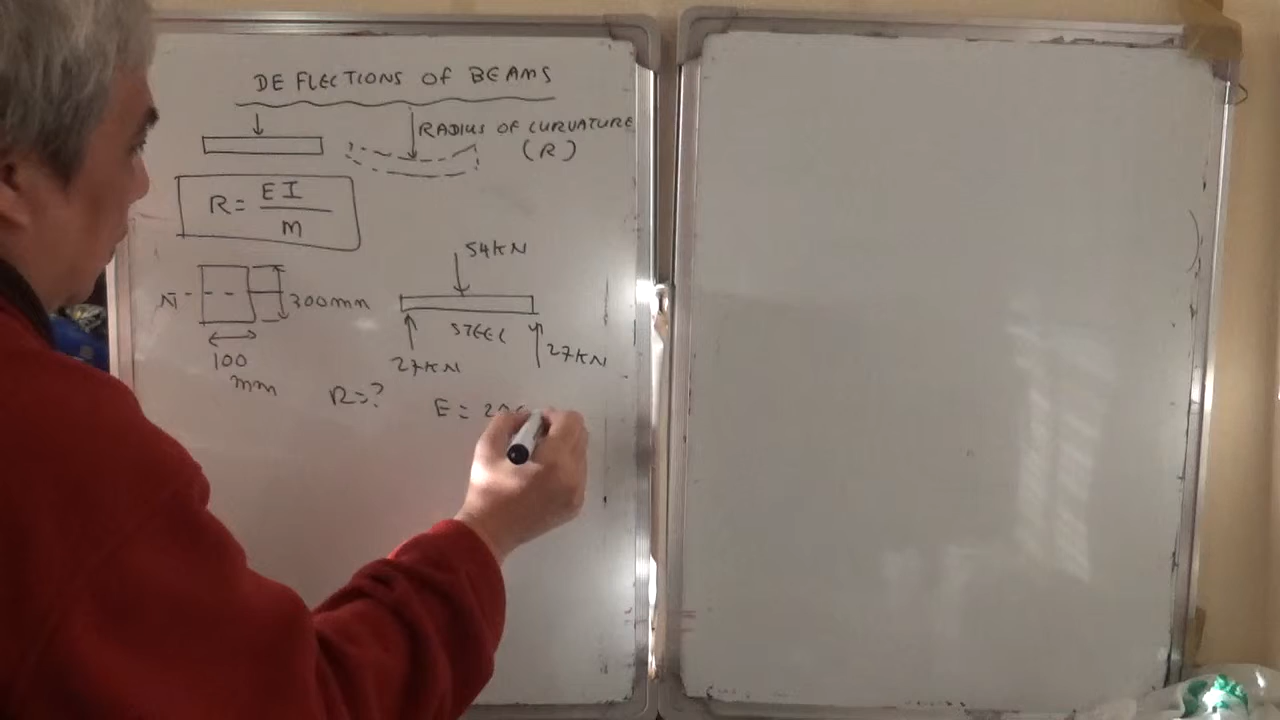 DEFLECTIONS OF BEAMS
RADIUS OF CURVATURE
(R)
R = EI
M
54KN
300mm
STEEL
27KN
27KN
100
mm
R=?
E =